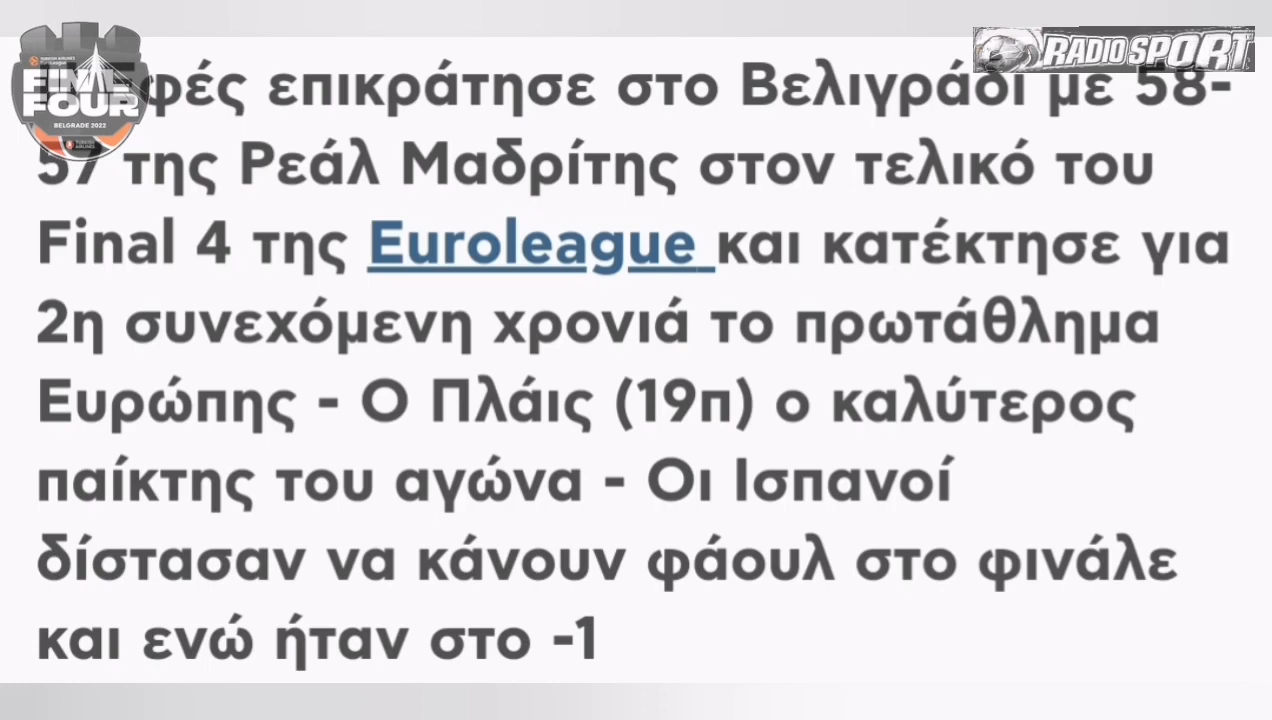 FINAL FOUR
BELGRADE 2022
RADIO SPORT
επικράτησε στο Βελιγράδι με 58-
57 της Ρεάλ Μαδρίτης στον τελικό του
Final 4 της Euroleague και κατέκτησε για
2η συνεχόμενη χρονιά το πρωτάθλημα
Ευρώπης - Ο Πλάις (19π) ο καλύτερος
παίκτης του αγώνα - Οι Ισπανοί
δίστασαν να κάνουν φάουλ στο φινάλε
και ενώ ήταν στο -1